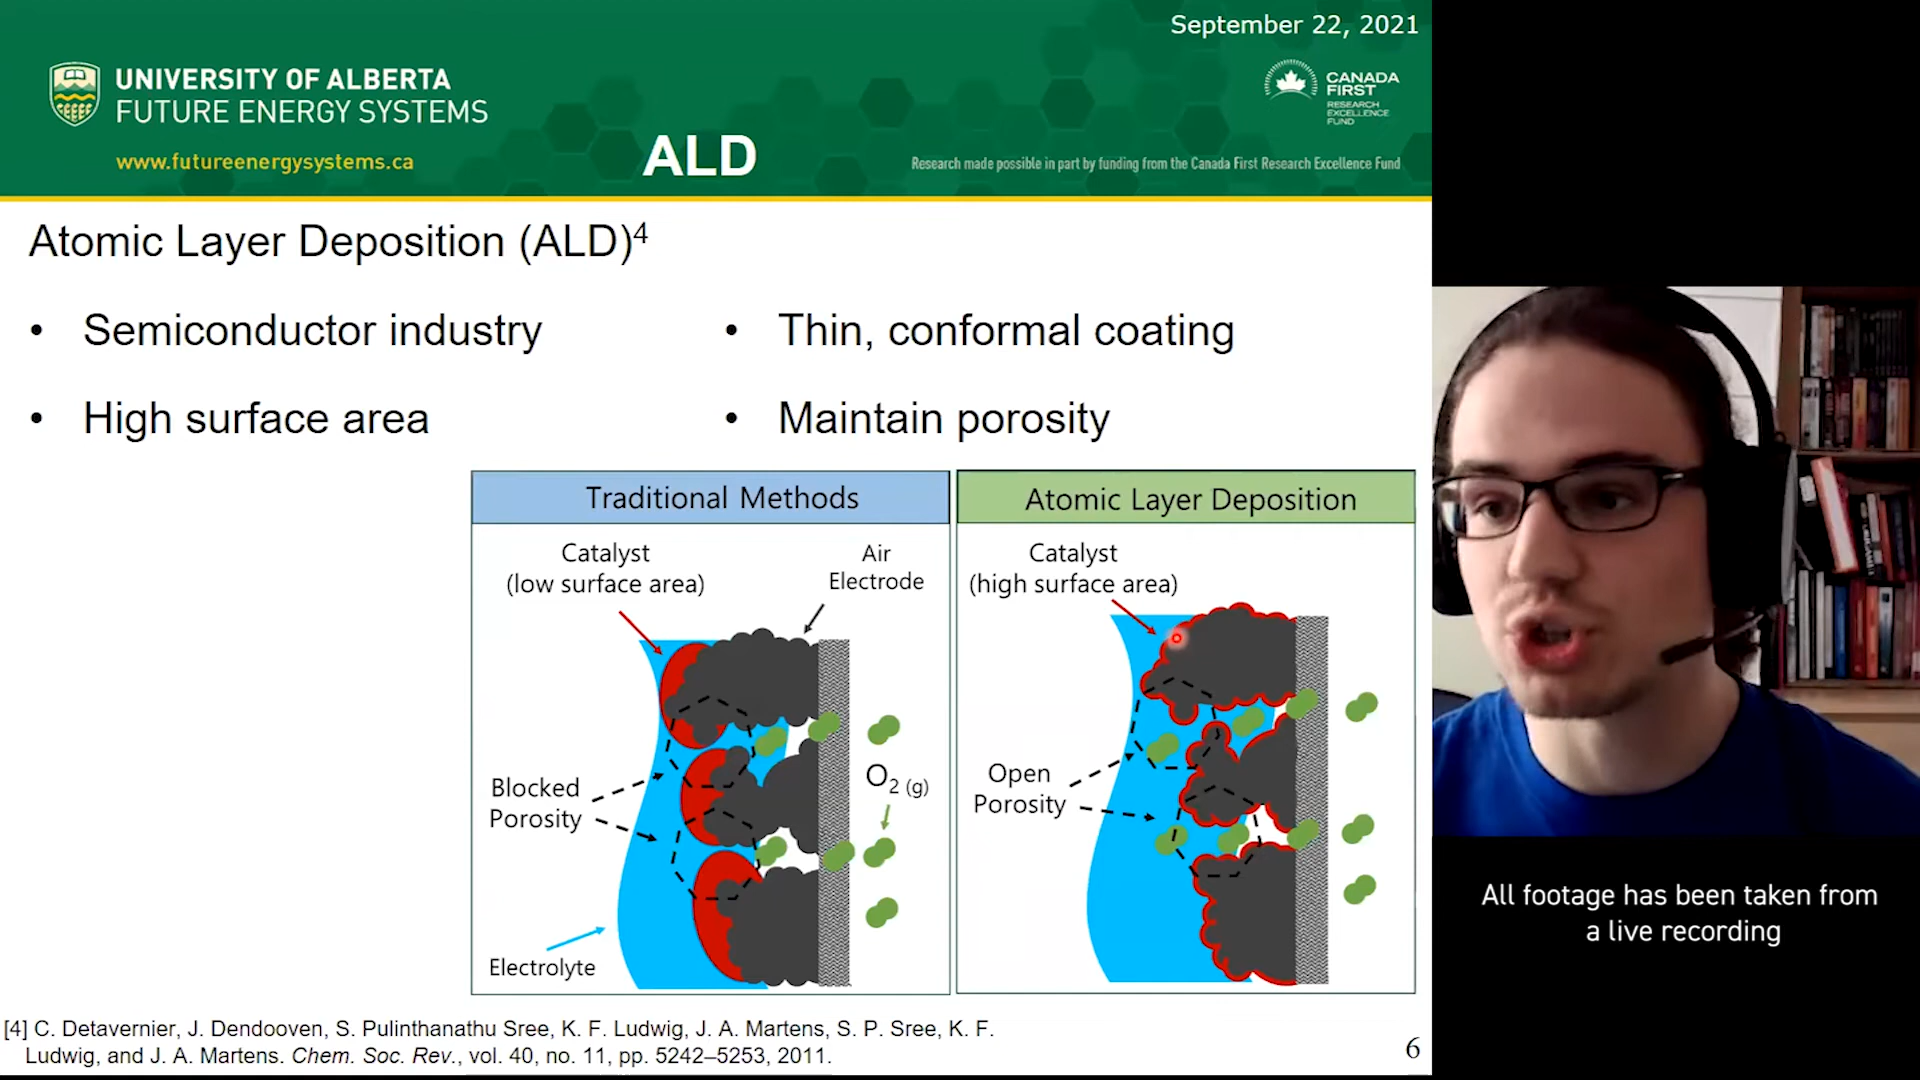 September 22, 2021
UNIVERSITY OF ALBERTA
FUTURE ENERGY SYSTEMS
www.futureenergysystems.ca
ALD
CANADA
FIRST
RESEARCH
EXCELLENCE
FUND
Research made possible in part by funding from the Canada First Research Excellence Fund
Atomic Layer Deposition (ALD)⁴
• Semiconductor industry
• High surface area
• Thin, conformal coating
• Maintain porosity
Traditional Methods
Catalyst
(low surface area)
Air
Electrode
Blocked
Porosity
O₂ (g)
Electrolyte
Atomic Layer Deposition
Catalyst
(high surface area)
Open
Porosity
[4] C. Detavernier, J. Dendooven, S. Pulinthanathu Sree, K. F. Ludwig, J. A. Martens, S. P. Sree, K. F.
Ludwig, and J. A. Martens. Chem. Soc. Rev., vol. 40, no. 11, pp. 5242–5253, 2011.
6
All footage has been taken from
a live recording